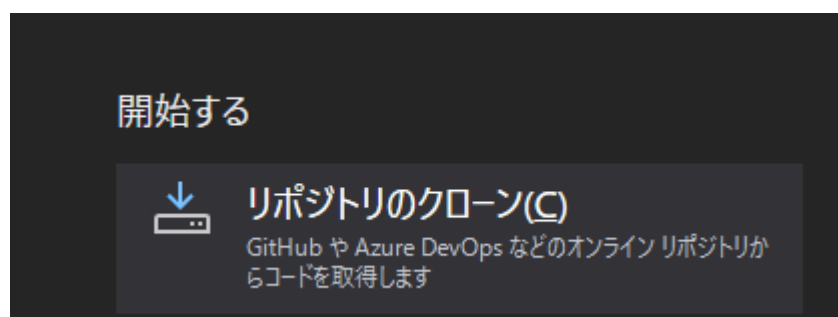 開始する
リポジトリのクローン(C)
GitHub や Azure DevOps などのオンライン リポジトリか
らコードを取得します